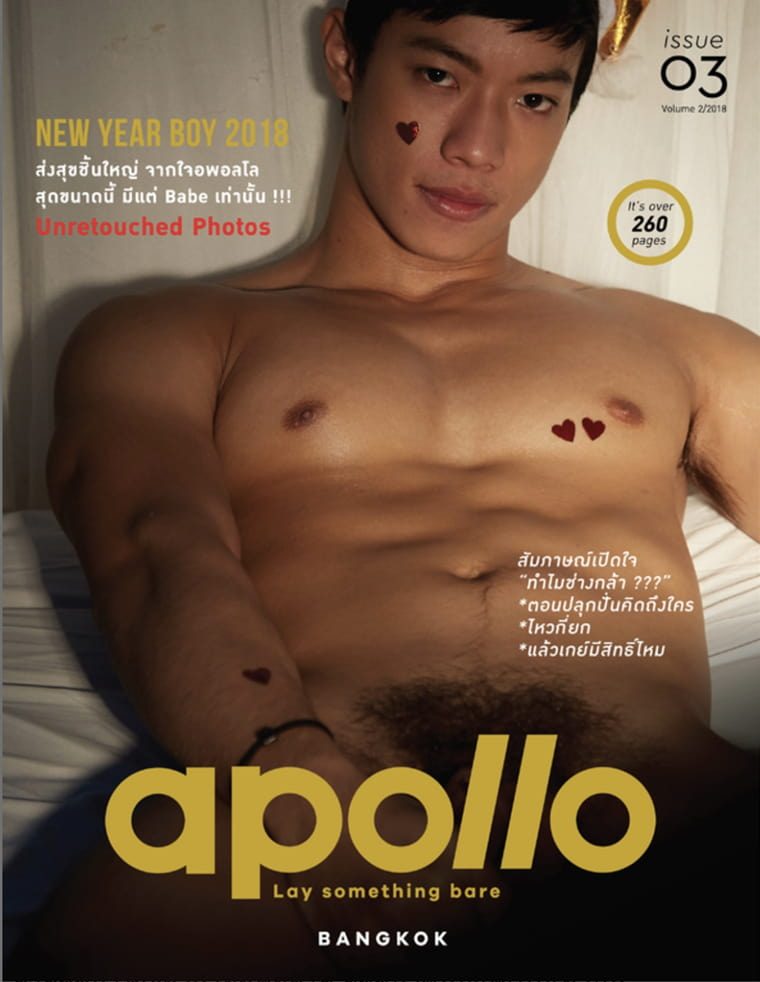 issue
03
Volume 2/2018
NEW YEAR BOY 2018
ส่งสุขชิ้นใหญ่ จากใจอพอลโล
สุดขนาดนี้ มีแต่ Babe เท่านั้น !!!
Unretouched Photos
It's over
260
pages
สัมภาษณ์เปิดใจ
"ทำไมช่างกล้า ???"
*ตอนปลุกปั่นคิดถึงใคร
*ไหวกี่ยก
*แล้วเกย์มีสิทธิ์ไหม
apollo
Lay something bare
BANGKOK